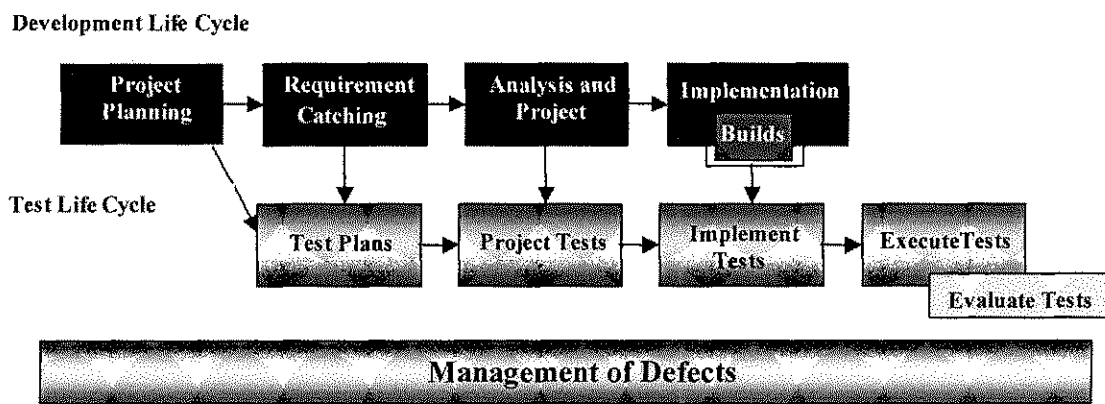 Development Life Cycle
Project
Planning
Requirement
Catching
Analysis and
Project
Implementation
Builds
Test Life Cycle
Test Plans
Project Tests
Implement
Tests
ExecuteTests
Evaluate Tests
Management of Defects